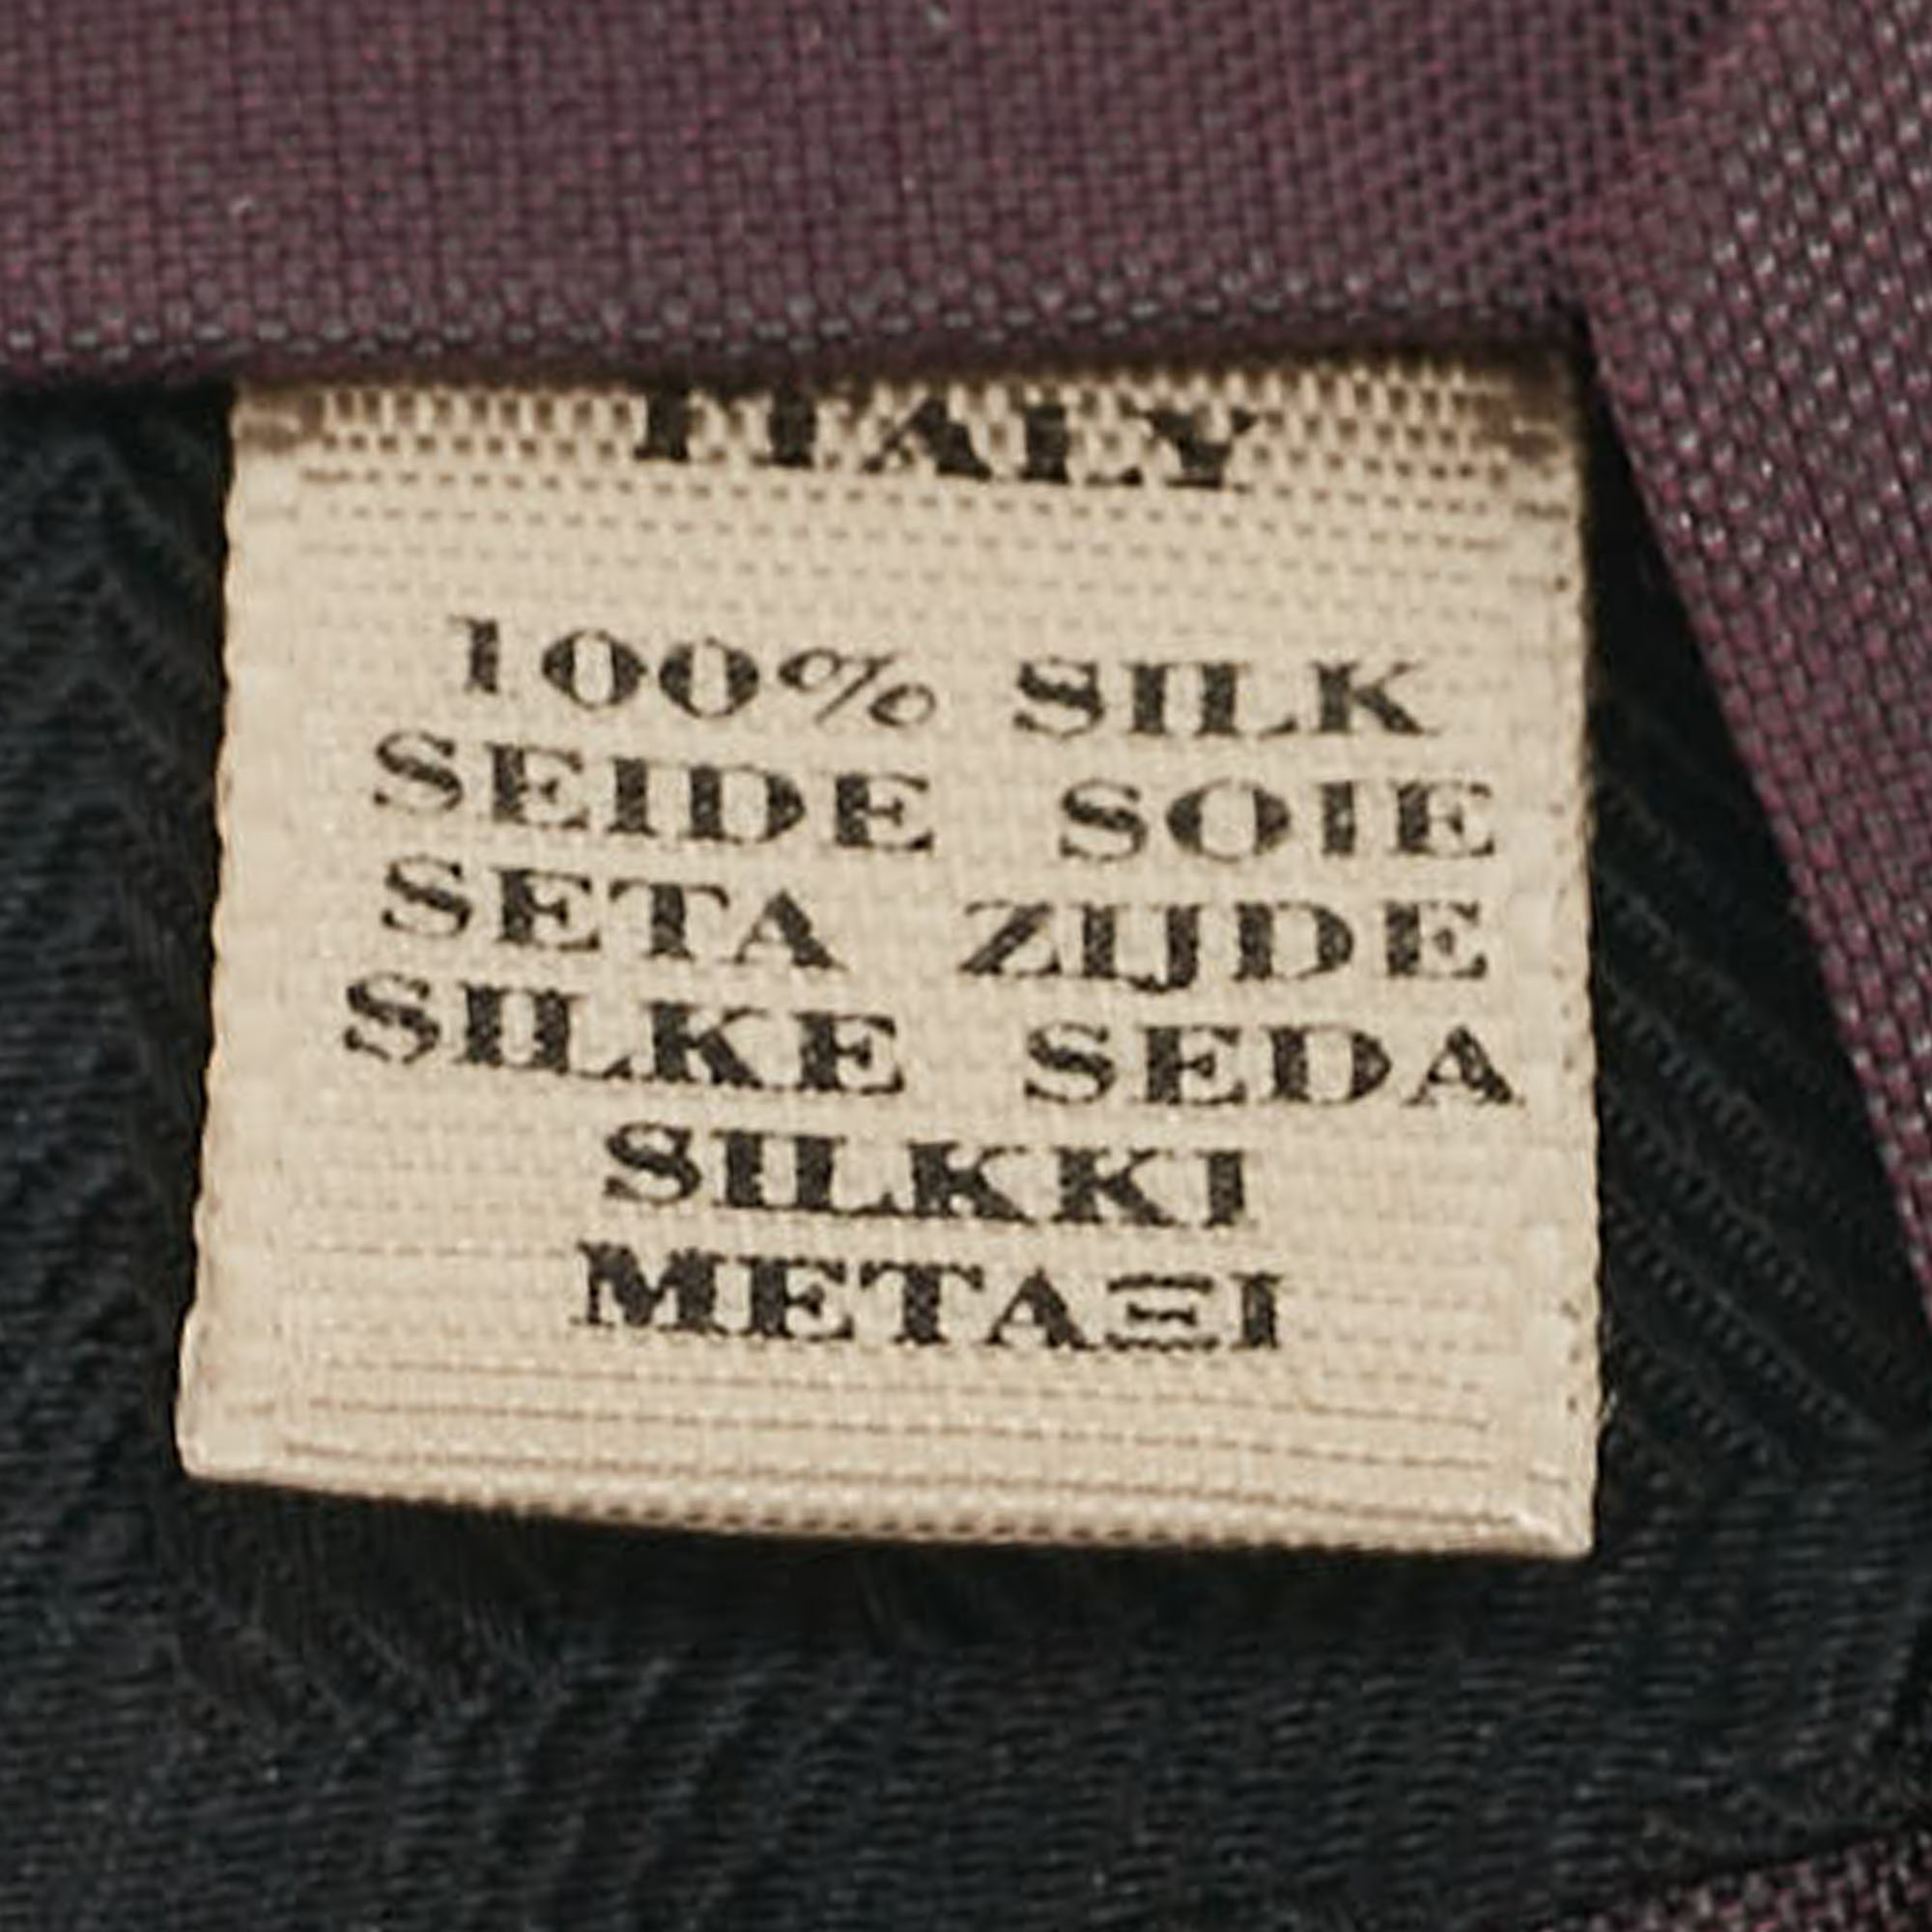 ITALY
100% SILK
SEIDE SOIE
SETA ZIJDE
SILKE SEDA
SILKKI
ΜΕΤΑΞΙ